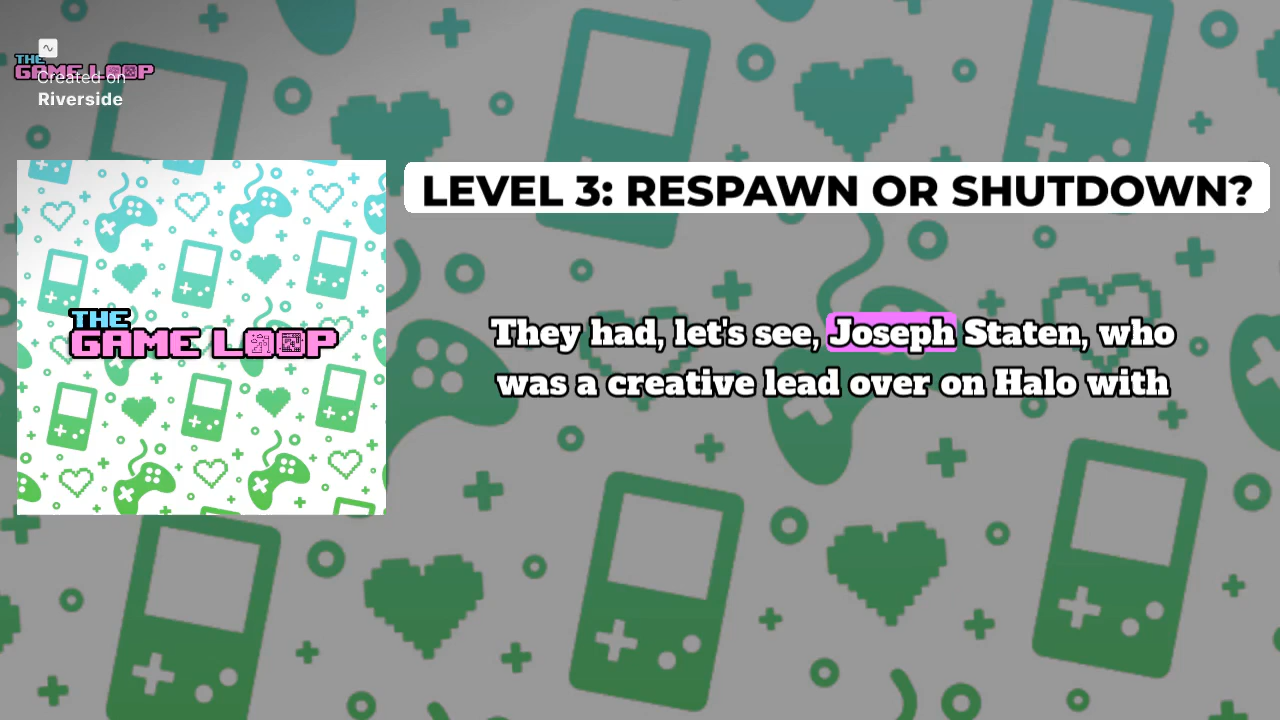 THE
GAME LOOP
Created on
Riverside
LEVEL 3: RESPAWN OR SHUTDOWN?
THE
GAME LOOP
They had, let's see, Joseph Staten, who
was a creative lead over on Halo with